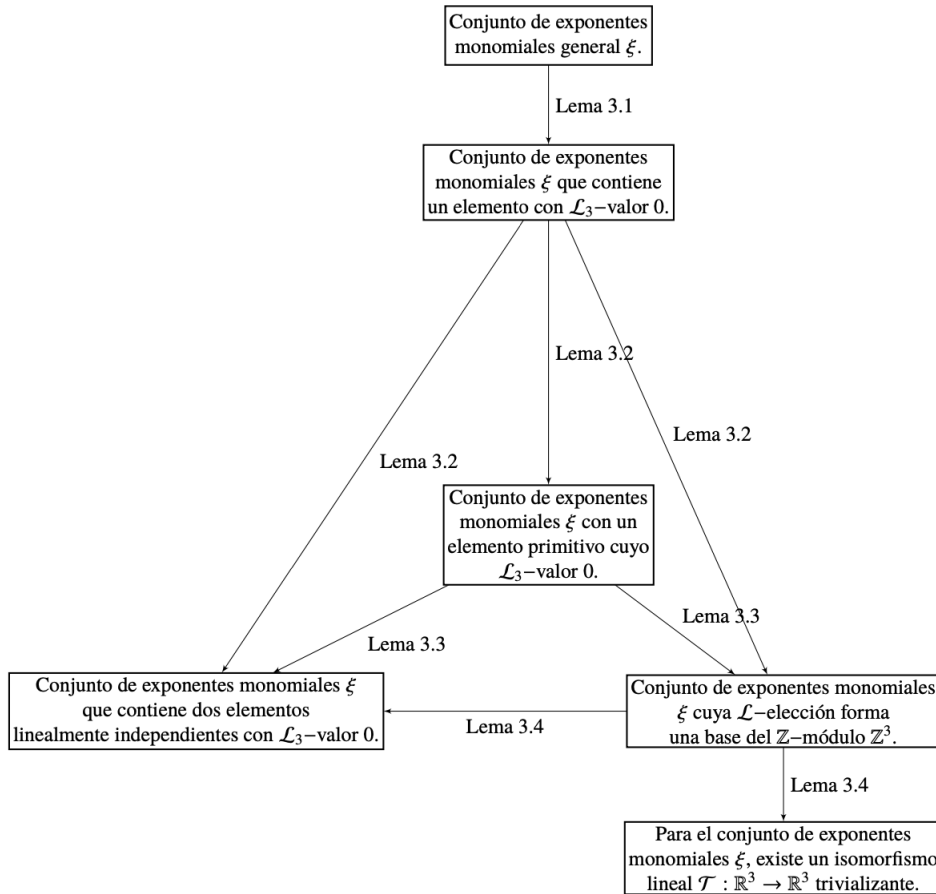 Conjunto de exponentes
monomiales general ξ.
Lema 3.1
Conjunto de exponentes
monomiales ξ que contiene
un elemento con ℒ₃−valor 0.
Lema 3.2
Lema 3.2
Lema 3.2
Conjunto de exponentes
monomiales ξ con un
elemento primitivo cuyo
ℒ₃−valor 0.
Lema 3.3
Lema 3.3
Conjunto de exponentes monomiales ξ
que contiene dos elementos
linealmente independientes con ℒ₃−valor 0.
Lema 3.4
Conjunto de exponentes monomiales
ξ cuya ℒ−elección forma
una base del ℤ−módulo ℤ³.
Lema 3.4
Para el conjunto de exponentes
monomiales ξ, existe un isomorfismo
lineal 𝒯 : ℝ³ → ℝ³ trivializante.